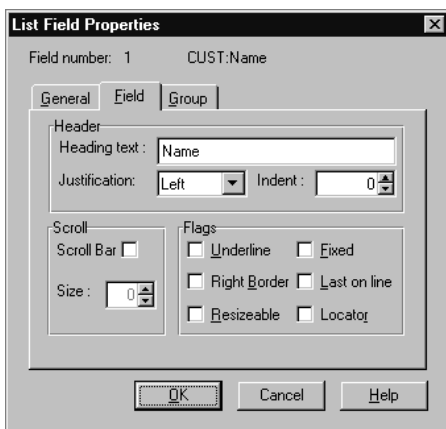 List Field Properties
Field number: 1 CUST:Name
General Field Group
Header
Heading text : Name
Justification: Left Indent : 0
Scroll Flags
Scroll Bar Underline Fixed
Size : 0 Right Border Last on line
Resizeable Locator
OK Cancel Help